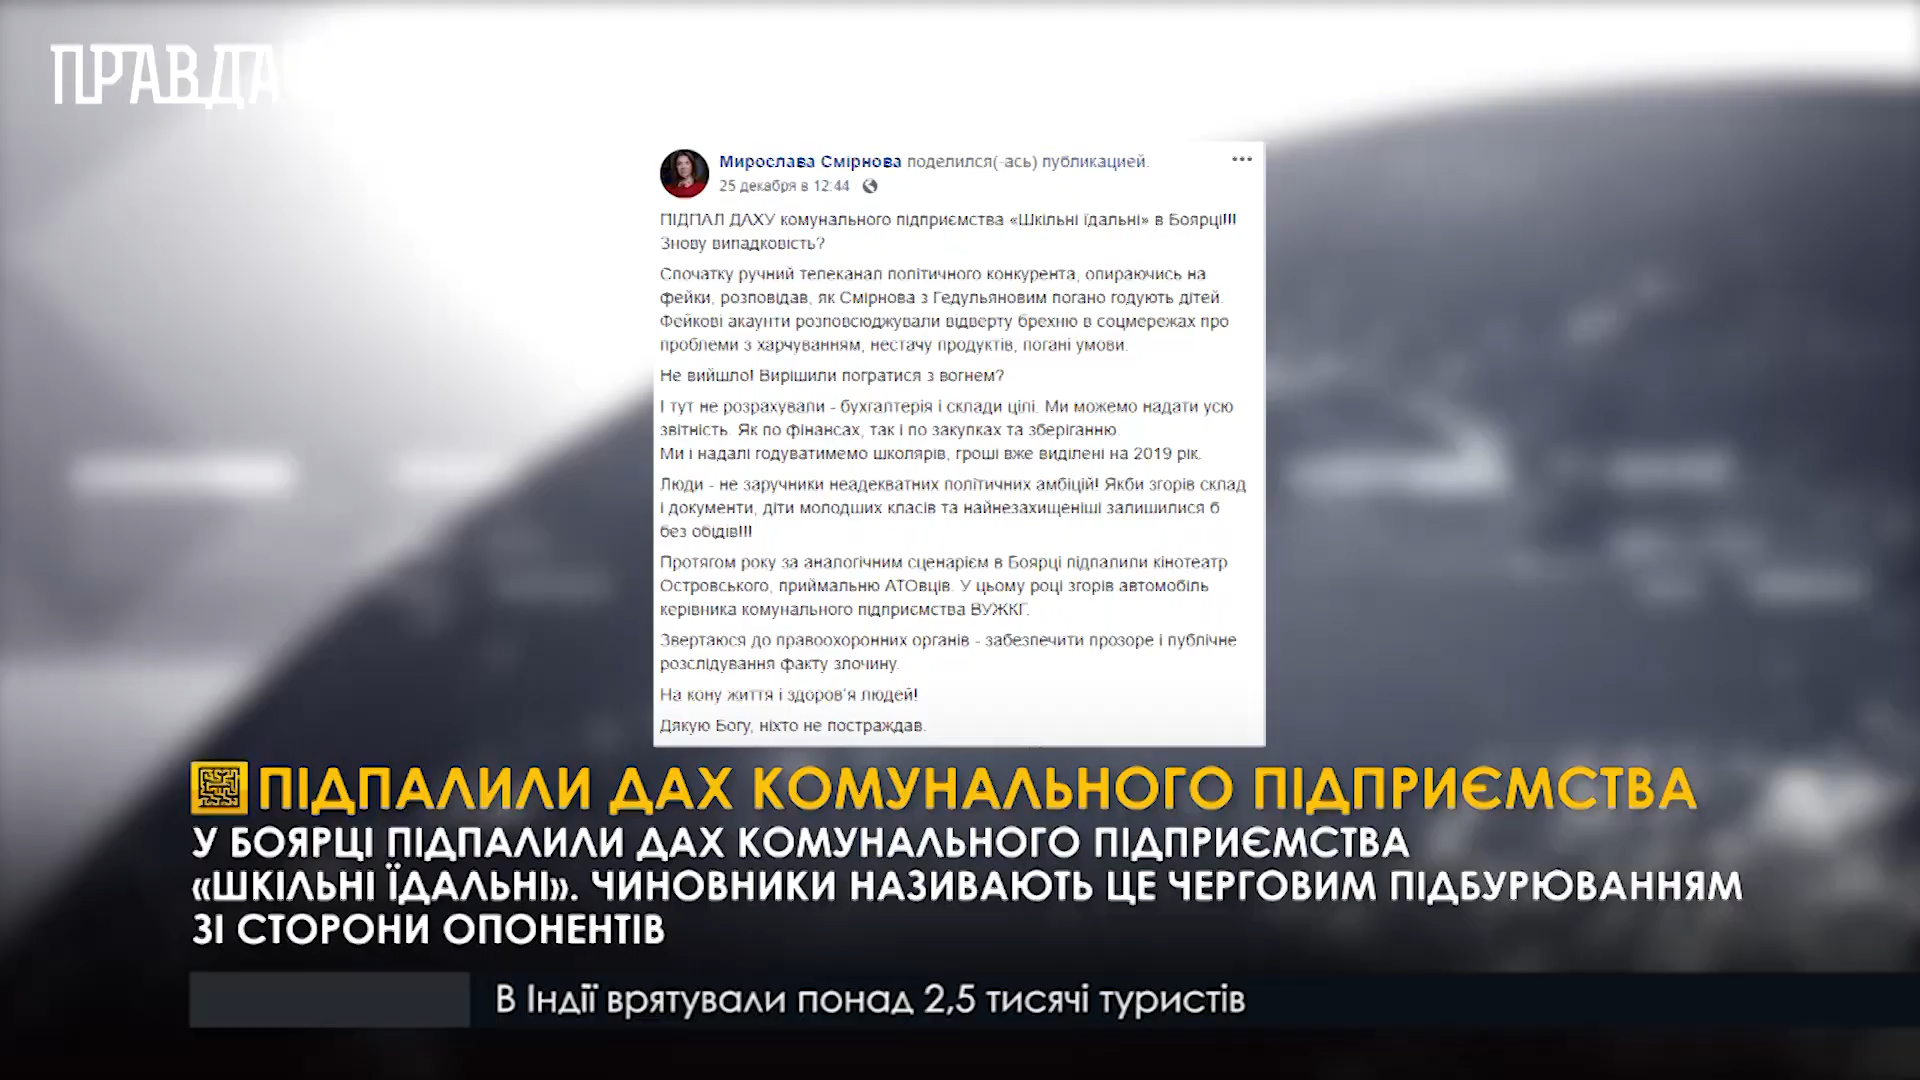 ПРАВДА
Мирослава Смірнова поделился(-ась) публикацией.
25 декабря в 12:44
ПІДПАЛ ДАХУ комунального підприємства «Шкільні їдальні» в Боярці!!!
Знову випадковість?
Спочатку ручний телеканал політичного конкурента, опираючись на
фейки, розповідав, як Смірнова з Гедульяновим погано годують дітей.
Фейкові акаунти розповсюджували відверту брехню в соцмережах про
проблеми з харчуванням, нестачу продуктів, погані умови.
Не вийшло! Вирішили погратися з вогнем?
І тут не розрахували - бухгалтерія і склади цілі. Ми можемо надати усю
звітність. Як по фінансах, так і по закупках та зберіганню.
Ми і надалі годуватимемо школярів, гроші вже виділені на 2019 рік.
Люди - не заручники неадекватних політичних амбіцій! Якби згорів склад
і документи, діти молодших класів та найнезахищеніші залишилися б
без обідів!!!
Протягом року за аналогічним сценарієм в Боярці підпалили кінотеатр
Островського, приймальню АТОвців. У цьому році згорів автомобіль
керівника комунального підприємства ВУЖКГ.
Звертаюся до правоохоронних органів - забезпечити прозоре і публічне
розслідування факту злочину.
На кону життя і здоров'я людей!
Дякую Богу, ніхто не постраждав.
ПІДПАЛИЛИ ДАХ КОМУНАЛЬНОГО ПІДПРИЄМСТВА
У БОЯРЦІ ПІДПАЛИЛИ ДАХ КОМУНАЛЬНОГО ПІДПРИЄМСТВА
«ШКІЛЬНІ ЇДАЛЬНІ». ЧИНОВНИКИ НАЗИВАЮТЬ ЦЕ ЧЕРГОВИМ ПІДБУРЮВАННЯМ
ЗІ СТОРОНИ ОПОНЕНТІВ
В Індії врятували понад 2,5 тисячі туристів